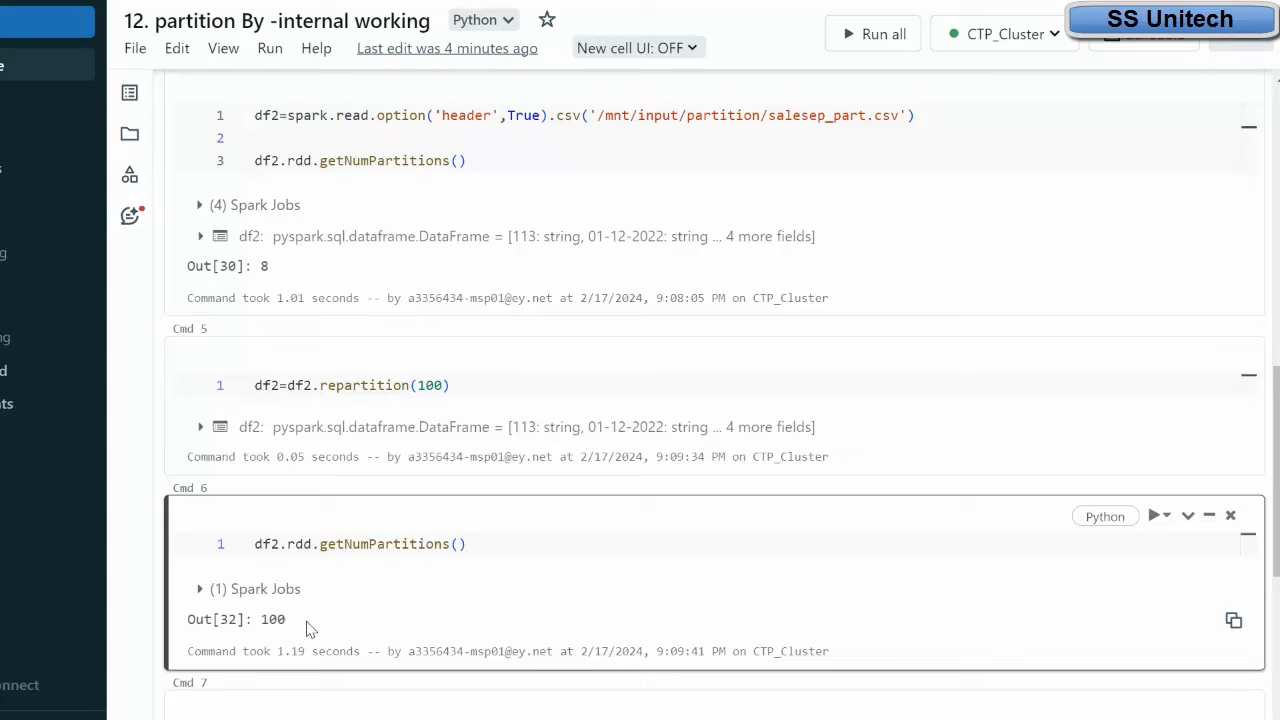 12. partition By -internal working
Python
SS Unitech
File Edit View Run Help Last edit was 4 minutes ago New cell UI: OFF
Run all
CTP_Cluster
1 df2=spark.read.option('header',True).csv('/mnt/input/partition/salesep_part.csv')
2
3 df2.rdd.getNumPartitions()
(4) Spark Jobs
df2: pyspark.sql.dataframe.DataFrame = [113: string, 01-12-2022: string ... 4 more fields]
Out[30]: 8
Command took 1.01 seconds -- by a3356434-msp01@ey.net at 2/17/2024, 9:08:05 PM on CTP_Cluster
Cmd 5
1 df2=df2.repartition(100)
df2: pyspark.sql.dataframe.DataFrame = [113: string, 01-12-2022: string ... 4 more fields]
Command took 0.05 seconds -- by a3356434-msp01@ey.net at 2/17/2024, 9:09:34 PM on CTP_Cluster
Cmd 6
Python
1 df2.rdd.getNumPartitions()
(1) Spark Jobs
Out[32]: 100
Command took 1.19 seconds -- by a3356434-msp01@ey.net at 2/17/2024, 9:09:41 PM on CTP_Cluster
Cmd 7